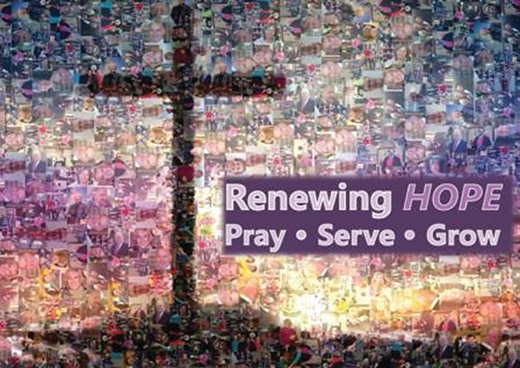 Renewing HOPE
Pray • Serve • Grow